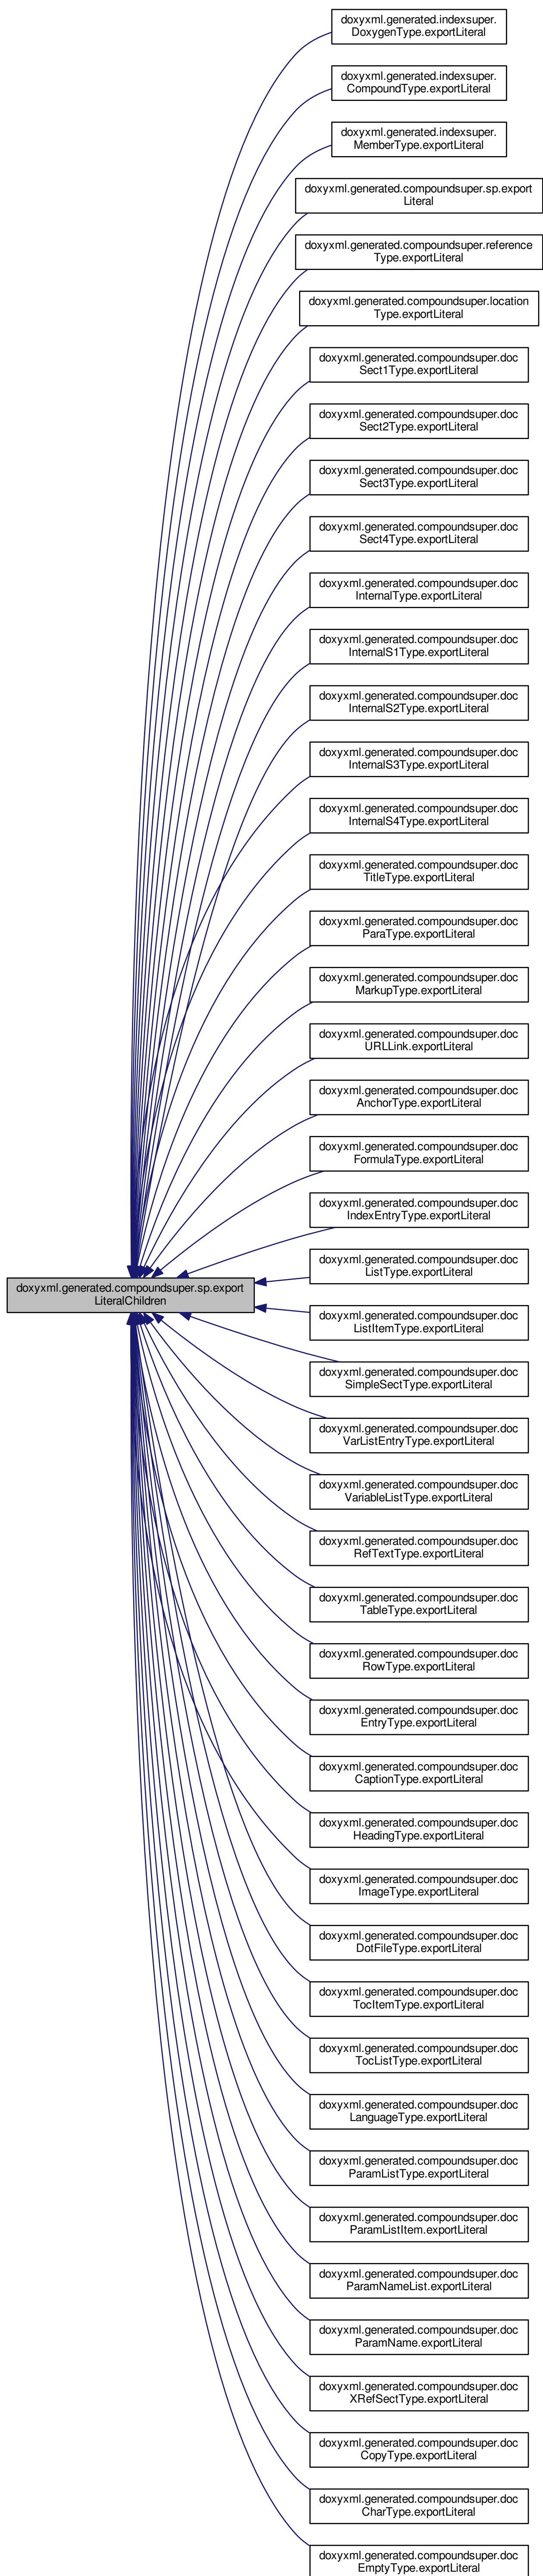 doxyxml.generated.indexsuper.
DoxygenType.exportLiteral
doxyxml.generated.indexsuper.
CompoundType.exportLiteral
doxyxml.generated.indexsuper.
MemberType.exportLiteral
doxyxml.generated.compoundsuper.sp.export
Literal
doxyxml.generated.compoundsuper.reference
Type.exportLiteral
doxyxml.generated.compoundsuper.location
Type.exportLiteral
doxyxml.generated.compoundsuper.doc
Sect1Type.exportLiteral
doxyxml.generated.compoundsuper.doc
Sect2Type.exportLiteral
doxyxml.generated.compoundsuper.doc
Sect3Type.exportLiteral
doxyxml.generated.compoundsuper.doc
Sect4Type.exportLiteral
doxyxml.generated.compoundsuper.doc
InternalType.exportLiteral
doxyxml.generated.compoundsuper.doc
InternalS1Type.exportLiteral
doxyxml.generated.compoundsuper.doc
InternalS2Type.exportLiteral
doxyxml.generated.compoundsuper.doc
InternalS3Type.exportLiteral
doxyxml.generated.compoundsuper.doc
InternalS4Type.exportLiteral
doxyxml.generated.compoundsuper.doc
TitleType.exportLiteral
doxyxml.generated.compoundsuper.doc
ParaType.exportLiteral
doxyxml.generated.compoundsuper.doc
MarkupType.exportLiteral
doxyxml.generated.compoundsuper.doc
URLLink.exportLiteral
doxyxml.generated.compoundsuper.doc
AnchorType.exportLiteral
doxyxml.generated.compoundsuper.doc
FormulaType.exportLiteral
doxyxml.generated.compoundsuper.doc
IndexEntryType.exportLiteral
doxyxml.generated.compoundsuper.doc
ListType.exportLiteral
doxyxml.generated.compoundsuper.sp.export
LiteralChildren
doxyxml.generated.compoundsuper.doc
ListItemType.exportLiteral
doxyxml.generated.compoundsuper.doc
SimpleSectType.exportLiteral
doxyxml.generated.compoundsuper.doc
VarListEntryType.exportLiteral
doxyxml.generated.compoundsuper.doc
VariableListType.exportLiteral
doxyxml.generated.compoundsuper.doc
RefTextType.exportLiteral
doxyxml.generated.compoundsuper.doc
TableType.exportLiteral
doxyxml.generated.compoundsuper.doc
RowType.exportLiteral
doxyxml.generated.compoundsuper.doc
EntryType.exportLiteral
doxyxml.generated.compoundsuper.doc
CaptionType.exportLiteral
doxyxml.generated.compoundsuper.doc
HeadingType.exportLiteral
doxyxml.generated.compoundsuper.doc
ImageType.exportLiteral
doxyxml.generated.compoundsuper.doc
DotFileType.exportLiteral
doxyxml.generated.compoundsuper.doc
TocItemType.exportLiteral
doxyxml.generated.compoundsuper.doc
TocListType.exportLiteral
doxyxml.generated.compoundsuper.doc
LanguageType.exportLiteral
doxyxml.generated.compoundsuper.doc
ParamListType.exportLiteral
doxyxml.generated.compoundsuper.doc
ParamListItem.exportLiteral
doxyxml.generated.compoundsuper.doc
ParamNameList.exportLiteral
doxyxml.generated.compoundsuper.doc
ParamName.exportLiteral
doxyxml.generated.compoundsuper.doc
XRefSectType.exportLiteral
doxyxml.generated.compoundsuper.doc
CopyType.exportLiteral
doxyxml.generated.compoundsuper.doc
CharType.exportLiteral
doxyxml.generated.compoundsuper.doc
EmptyType.exportLiteral